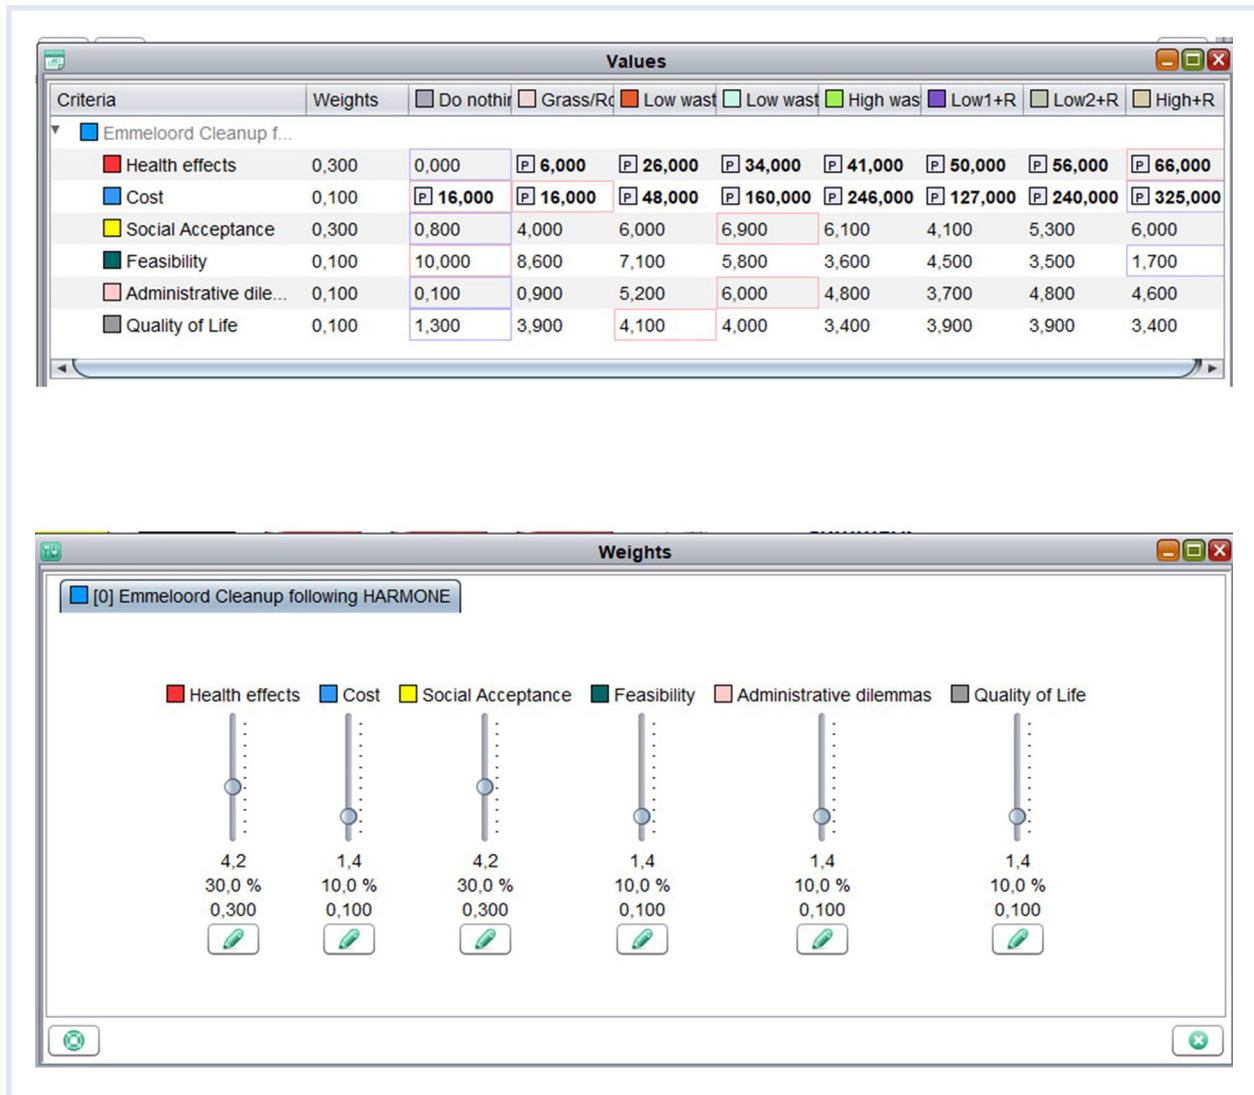 Values
Criteria Weights Do nothir Grass/Ro Low wast Low wast High was Low1+R Low2+R High+R
Emmeloord Cleanup f...
Health effects 0,300 0,000 P 6,000 P 26,000 P 34,000 P 41,000 P 50,000 P 56,000 P 66,000
Cost 0,100 P 16,000 P 16,000 P 48,000 P 160,000 P 246,000 P 127,000 P 240,000 P 325,000
Social Acceptance 0,300 0,800 4,000 6,000 6,900 6,100 4,100 5,300 6,000
Feasibility 0,100 10,000 8,600 7,100 5,800 3,600 4,500 3,500 1,700
Administrative dile... 0,100 0,100 0,900 5,200 6,000 4,800 3,700 4,800 4,600
Quality of Life 0,100 1,300 3,900 4,100 4,000 3,400 3,900 3,900 3,400
Weights
[0] Emmeloord Cleanup following HARMONE
Health effects Cost Social Acceptance Feasibility Administrative dilemmas Quality of Life
4,2 1,4 4,2 1,4 1,4 1,4
30,0 % 10,0 % 30,0 % 10,0 % 10,0 % 10,0 %
0,300 0,100 0,300 0,100 0,100 0,100